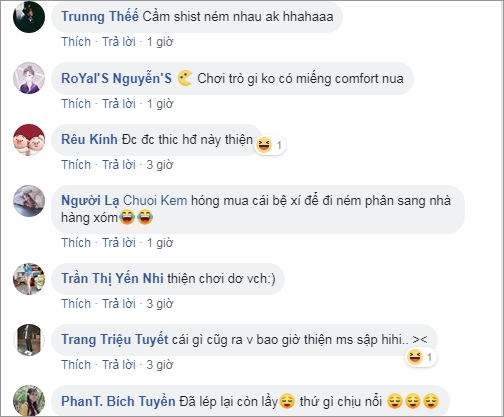 Trunng Thếế Cầm shist ném nhau ak hhahaaa
Thích · Trả lời · 1 giờ
RoYal'S Nguyễn'S Chơi trò gi ko có miếng comfort nua
Thích · Trả lời · 1 giờ
Rêu Kính Đc đc thic hđ này thiện
1
Thích · Trả lời · 3 giờ
Người Lạ Chuoi Kem hóng mua cái bệ xí để đi ném phân sang nhà
hàng xóm😂😂
Thích · Trả lời · 1 giờ
Trần Thị Yến Nhi thiện chơi dơ vch:)
Thích · Trả lời · 3 giờ
Trang Triệu Tuyết cái gì cũg ra v bao giờ thiện ms sập hihi.. ><
1
Thích · Trả lời · 3 giờ
PhanT. Bích Tuyền Đã lép lại còn lầy😌 thứ gì chịu nổi 😌😌😌